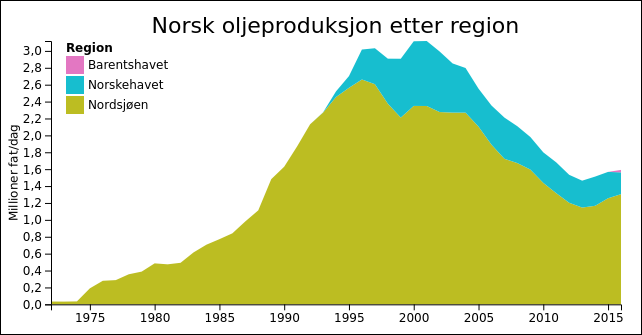 Norsk oljeproduksjon etter region
Region
Barentshavet
Norskehavet
Nordsjøen
Millioner fat/dag
3,0
2,8
2,6
2,4
2,2
2,0
1,8
1,6
1,4
1,2
1,0
0,8
0,6
0,4
0,2
0,0
1975 1980 1985 1990 1995 2000 2005 2010 2015